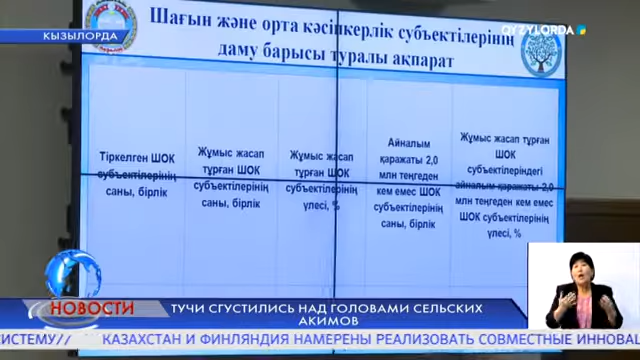 КЫЗЫЛОРДА
QYZYLORDA
Шағын және орта кәсіпкерлік субъектілерінің
даму барысы туралы ақпарат
Тіркелген ШОК
субъектілерінің
саны, бірлік
Жұмыс жасап
тұрған ШОК
субъектілерінің
саны, бірлік
Жұмыс жасап
тұрған ШОК
субъектілерінің
үлесі, %
Айналым
қаражаты 2,0
млн теңгеден
кем емес ШОК
субъектілерінің
саны, бірлік
Жұмыс жасап тұрған
ШОК
субъектілеріндегі
айналым қаражаты 2,0
млн теңгеден кем емес
ШОК субъектілерінің
үлесі, %
НОВОСТИ
ТУЧИ СГУСТИЛИСЬ НАД ГОЛОВАМИ СЕЛЬСКИХ
АКИМОВ
СИСТЕМУ// КАЗАХСТАН И ФИНЛЯНДИЯ НАМЕРЕНЫ РЕАЛИЗОВАТЬ СОВМЕСТНЫЕ ИННОВА